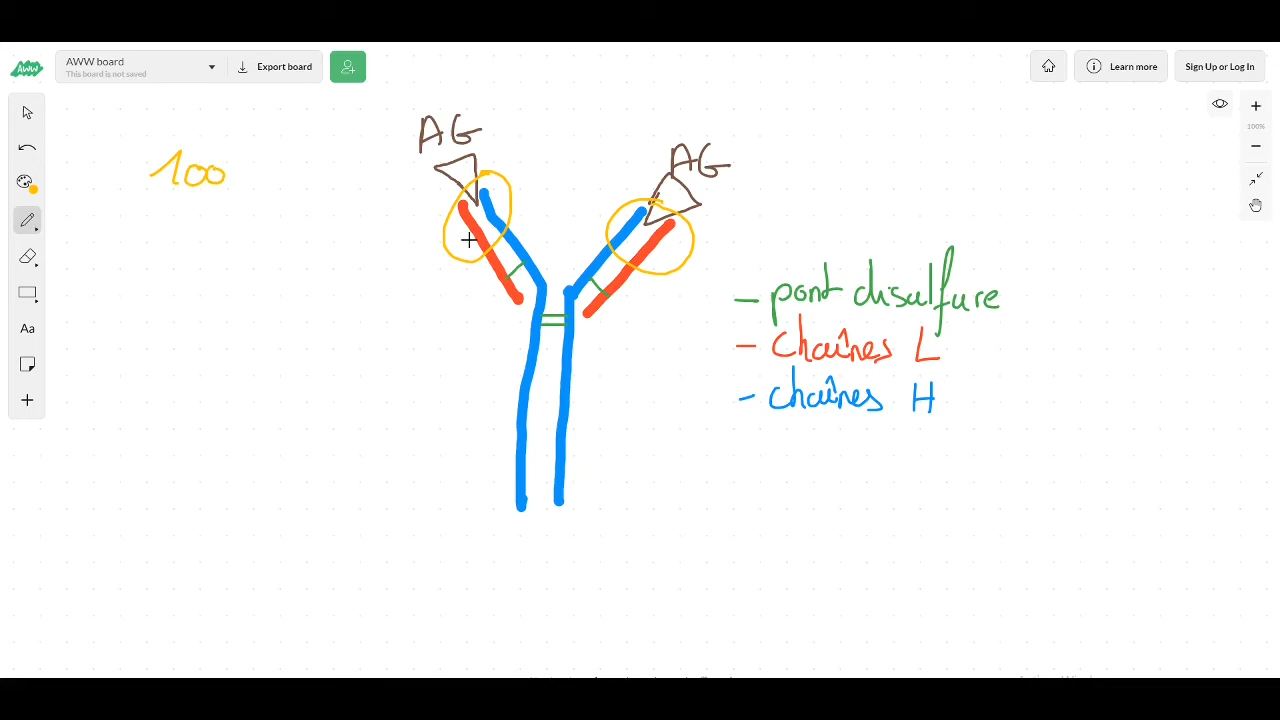 AWW
AWW board
This board is not saved
Export board
Learn more
Sign Up or Log In
100%
Aa
100
AG
AG
- pont disulfure
- Chaînes L
- chaînes H